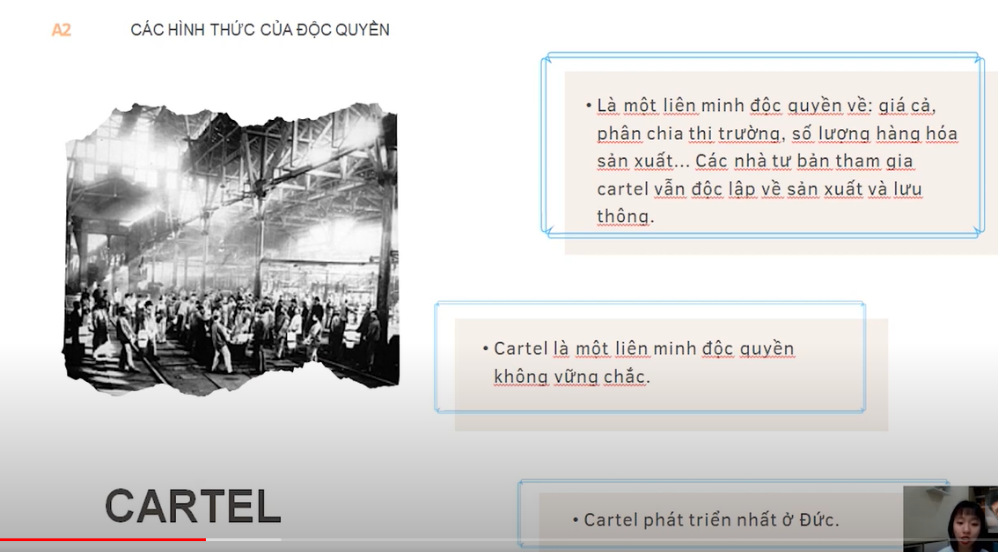 A2
CÁC HÌNH THỨC CỦA ĐỘC QUYỀN
• Là một liên minh độc quyền về: giá cả,
phân chia thị trường, số lượng hàng hóa
sản xuất... Các nhà tư bản tham gia
cartel vẫn độc lập về sản xuất và lưu
thông.
• Cartel là một liên minh độc quyền
không vững chắc.
CARTEL
• Cartel phát triển nhất ở Đức.